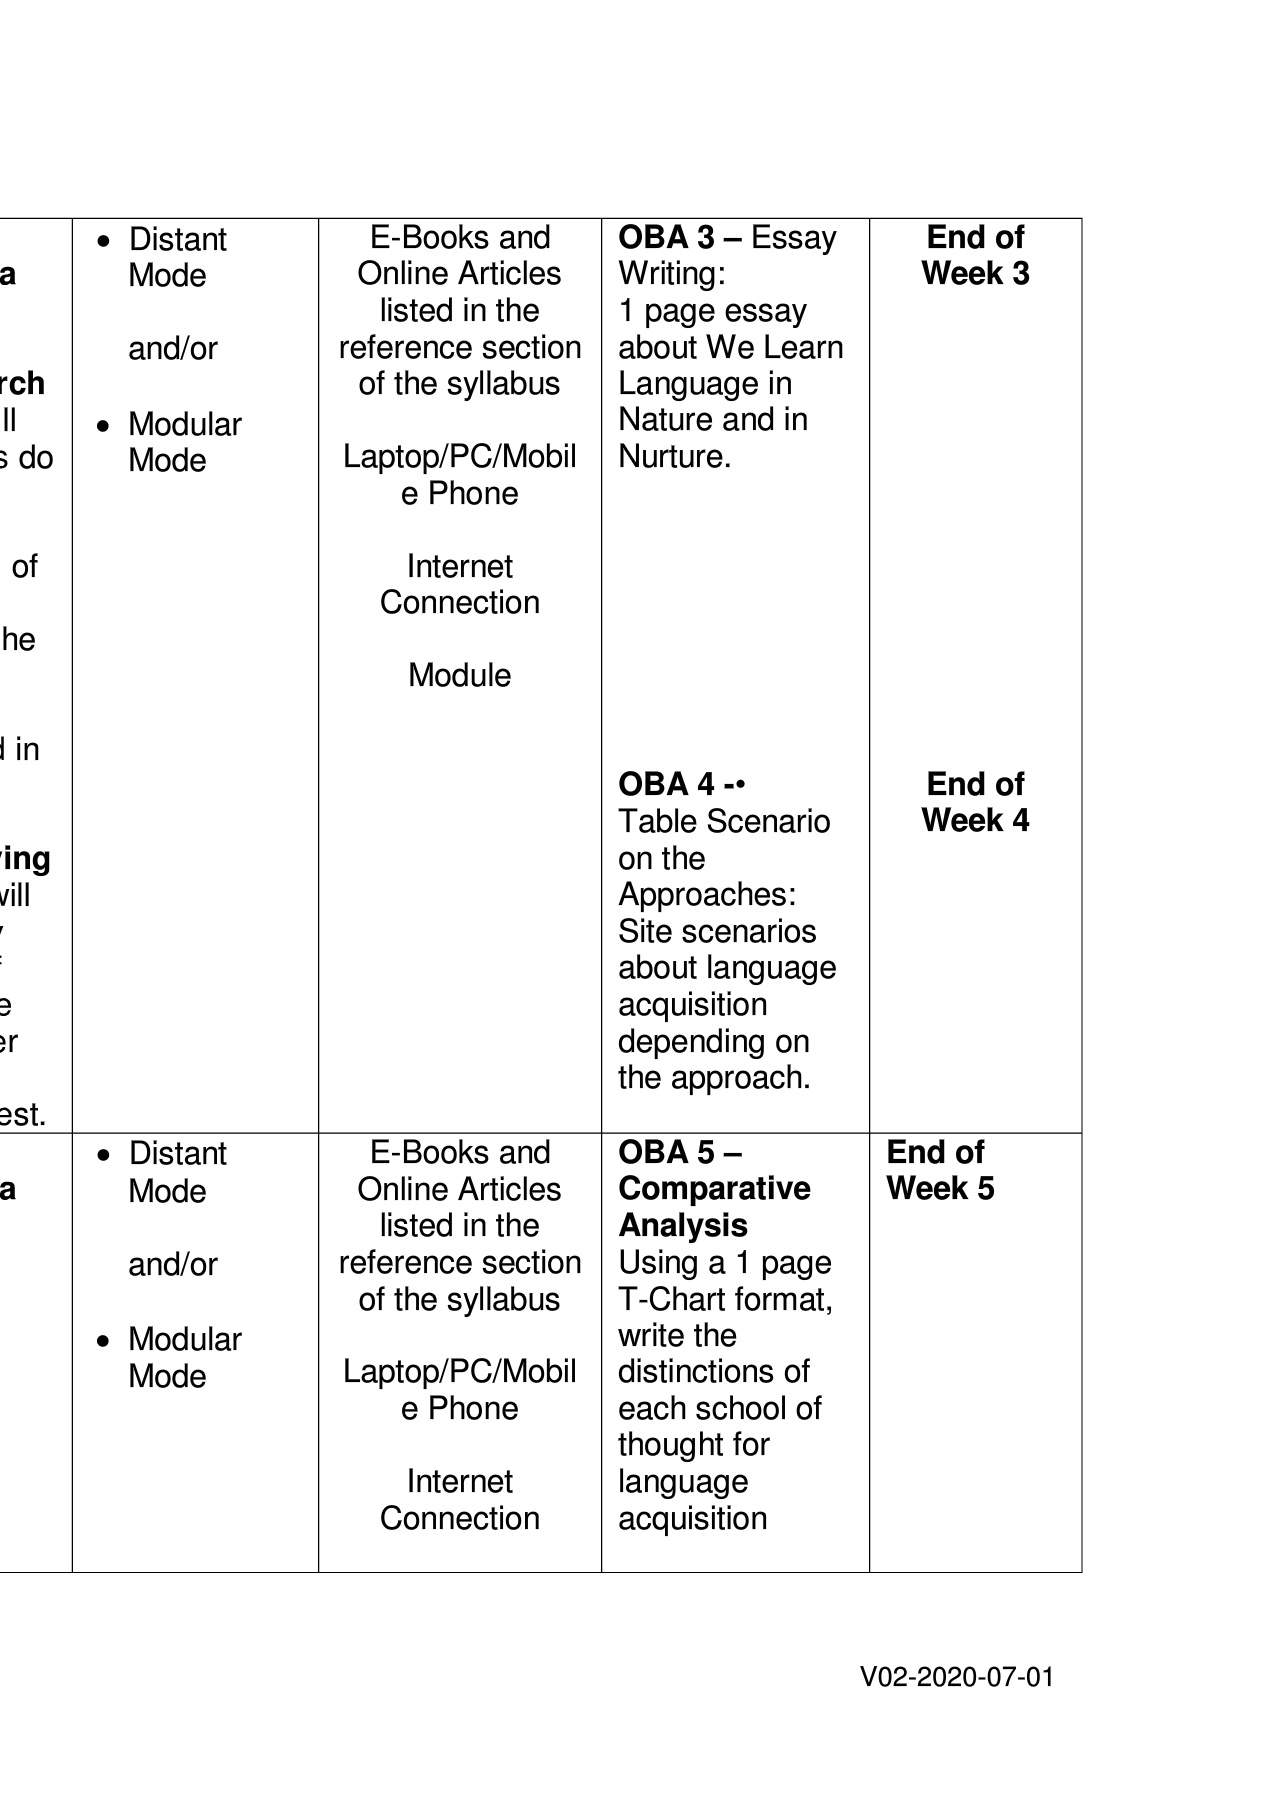 a
rch
ll
s do
of
he
d in
ying
will
y
e
er
est.
• Distant
Mode
and/or
• Modular
Mode
E-Books and
Online Articles
listed in the
reference section
of the syllabus
Laptop/PC/Mobil
e Phone
Internet
Connection
Module
OBA 3 – Essay
Writing:
1 page essay
about We Learn
Language in
Nature and in
Nurture.
End of
Week 3
OBA 4 -•
Table Scenario
on the
Approaches:
Site scenarios
about language
acquisition
depending on
the approach.
End of
Week 4
a
• Distant
Mode
and/or
• Modular
Mode
E-Books and
Online Articles
listed in the
reference section
of the syllabus
Laptop/PC/Mobil
e Phone
Internet
Connection
OBA 5 –
Comparative
Analysis
Using a 1 page
T-Chart format,
write the
distinctions of
each school of
thought for
language
acquisition
End of
Week 5
V02-2020-07-01